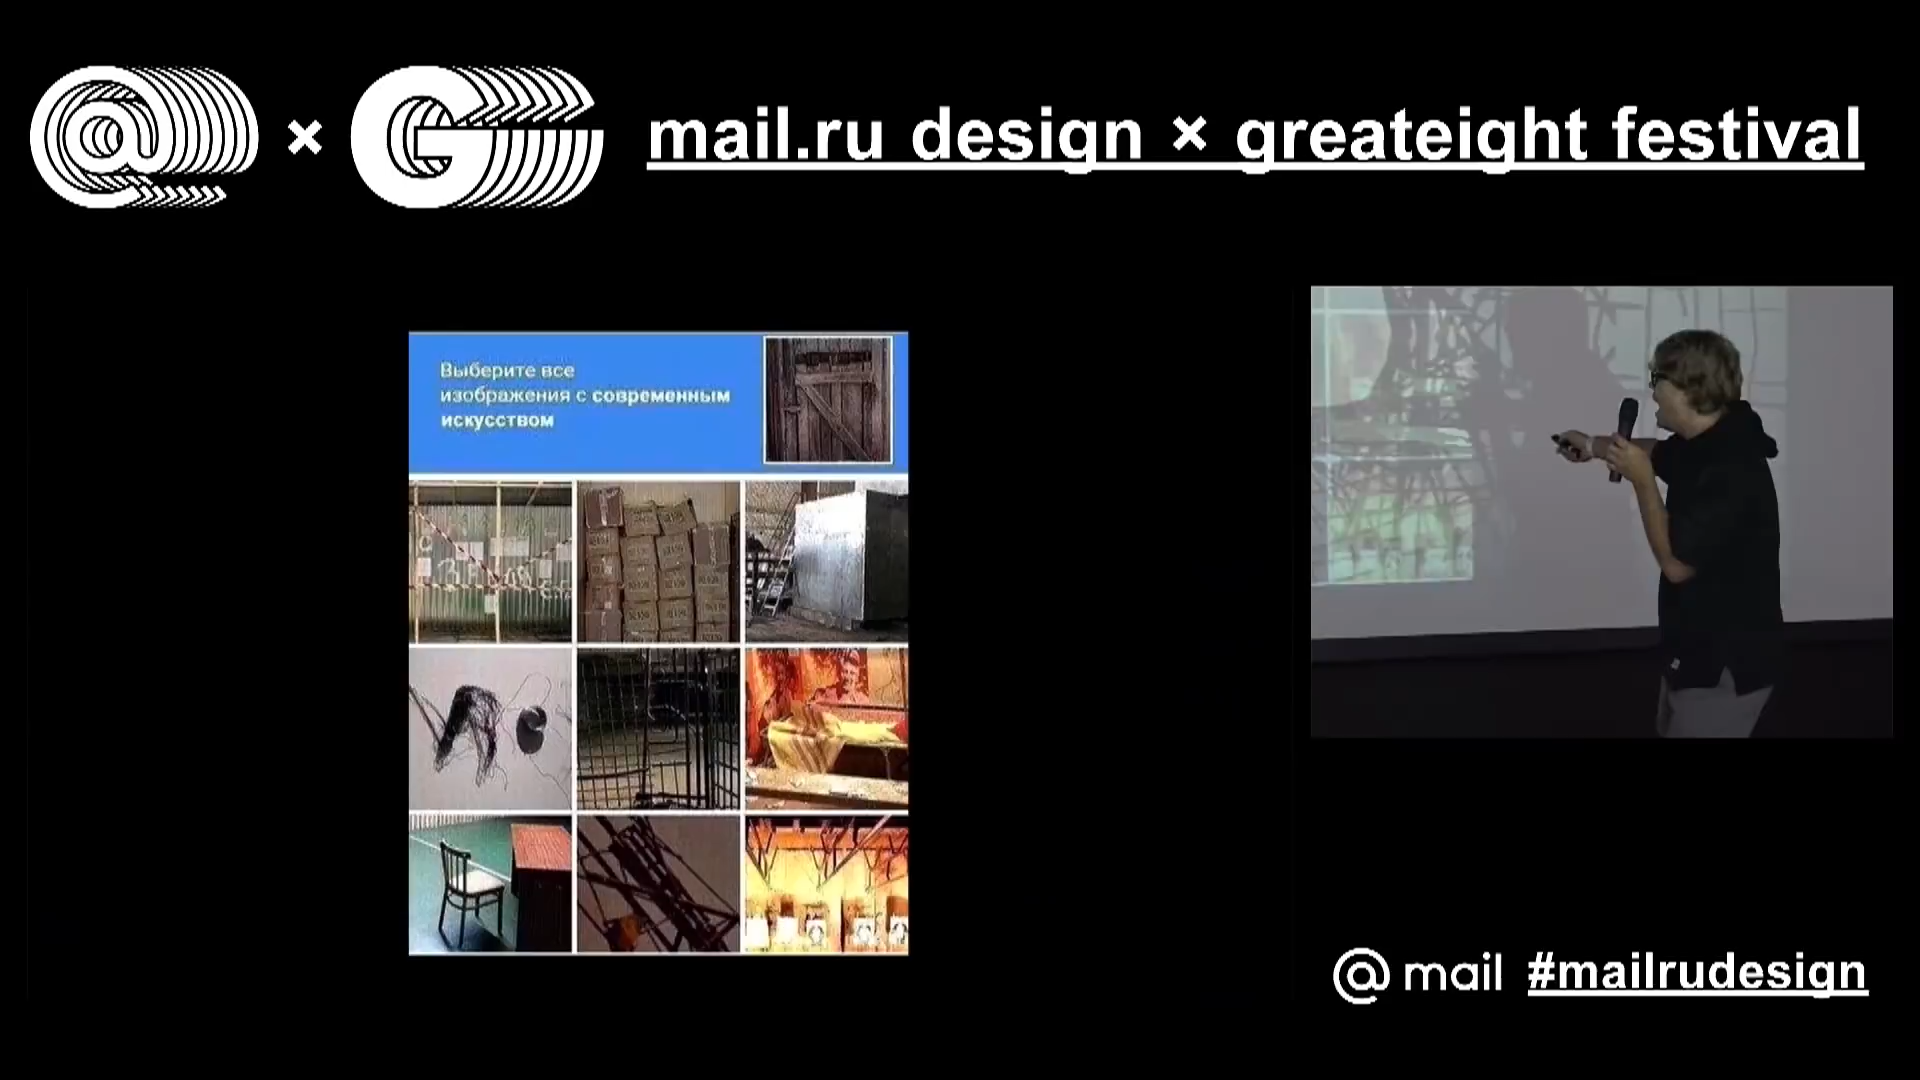 @ × G mail.ru design × greateight festival
Выберите все
изображения с современным
искусством
@ mail #mailrudesign